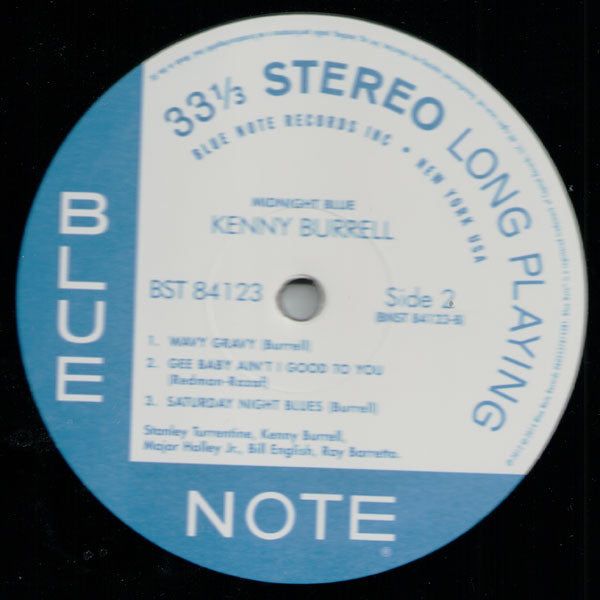 33⅓ STEREO LONG PLAYING
BLUE NOTE RECORDS INC • NEW YORK USA
MIDNIGHT BLUE
KENNY BURRELL
BST 84123
Side 2
(BNST 84123-B)
1. WAVY GRAVY (Burrell)
2. GEE BABY AIN'T I GOOD TO YOU
(Redman-Razaf)
3. SATURDAY NIGHT BLUES (Burrell)
Stanley Turrentine, Kenny Burrell,
Major Holley Jr., Bill English, Ray Barretto.
BLUE
NOTE®